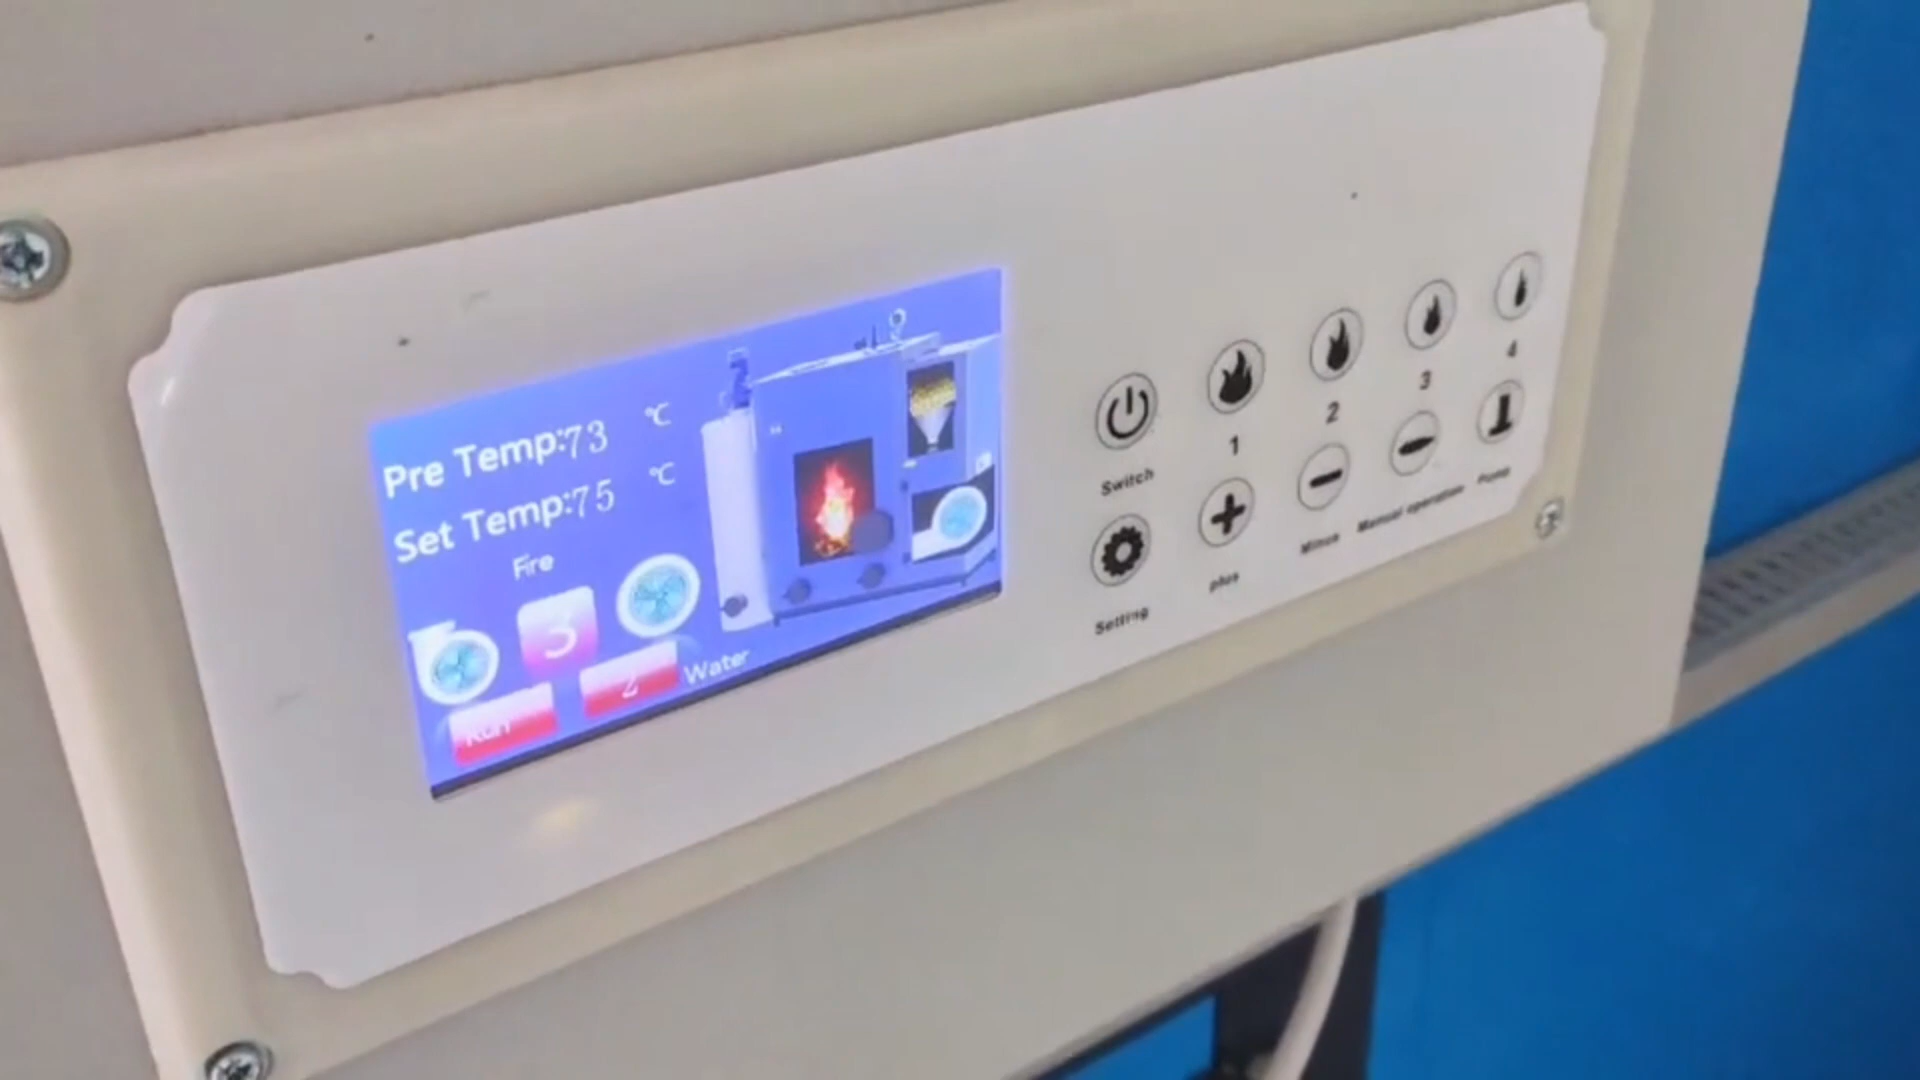 Pre Temp:73 ℃
Set Temp:75 ℃
Fire
3
2 Water
Run
Switch
1
2
3
4
Setting
plus
Minus
Manual operation
Pump